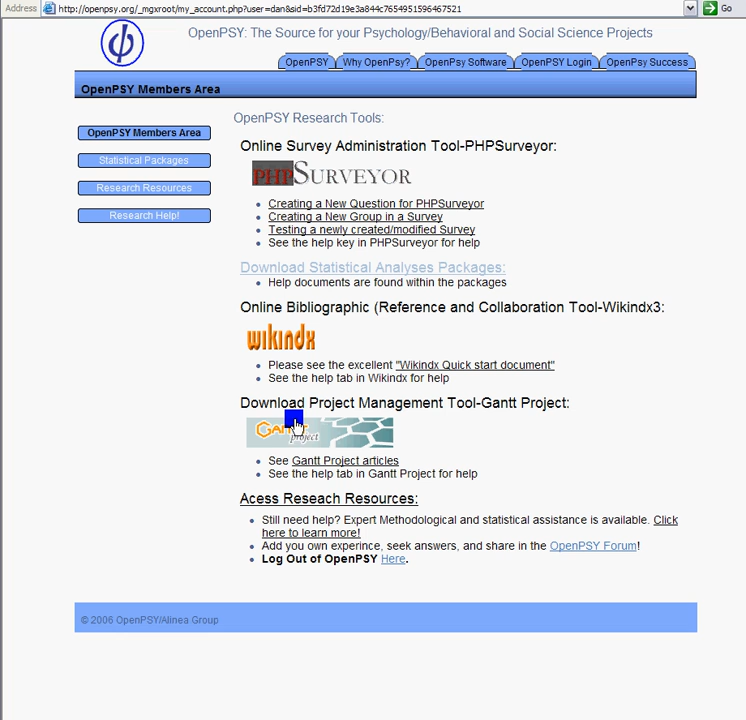 Address http://openpsy.org/_mgxroot/my_account.php?user=dan&sid=b3fd72d19e3a844c7654951596467521 Go
OpenPSY: The Source for your Psychology/Behavioral and Social Science Projects
OpenPSY Why OpenPsy? OpenPsy Software OpenPSY Login OpenPsy Success
OpenPSY Members Area
OpenPSY Members Area
Statistical Packages
Research Resources
Research Help!
OpenPSY Research Tools:
Online Survey Administration Tool-PHPSurveyor:
PHPSURVEYOR
Creating a New Question for PHPSurveyor
Creating a New Group in a Survey
Testing a newly created/modified Survey
See the help key in PHPSurveyor for help
Download Statistical Analyses Packages:
Help documents are found within the packages
Online Bibliographic (Reference and Collaboration Tool-Wikindx3:
wikindx
Please see the excellent "Wikindx Quick start document"
See the help tab in Wikindx for help
Download Project Management Tool-Gantt Project:
GANTT
project
See Gantt Project articles
See the help tab in Gantt Project for help
Acess Reseach Resources:
Still need help? Expert Methodological and statistical assistance is available. Click
here to learn more!
Add you own experince, seek answers, and share in the OpenPSY Forum!
Log Out of OpenPSY Here.
© 2006 OpenPSY/Alinea Group